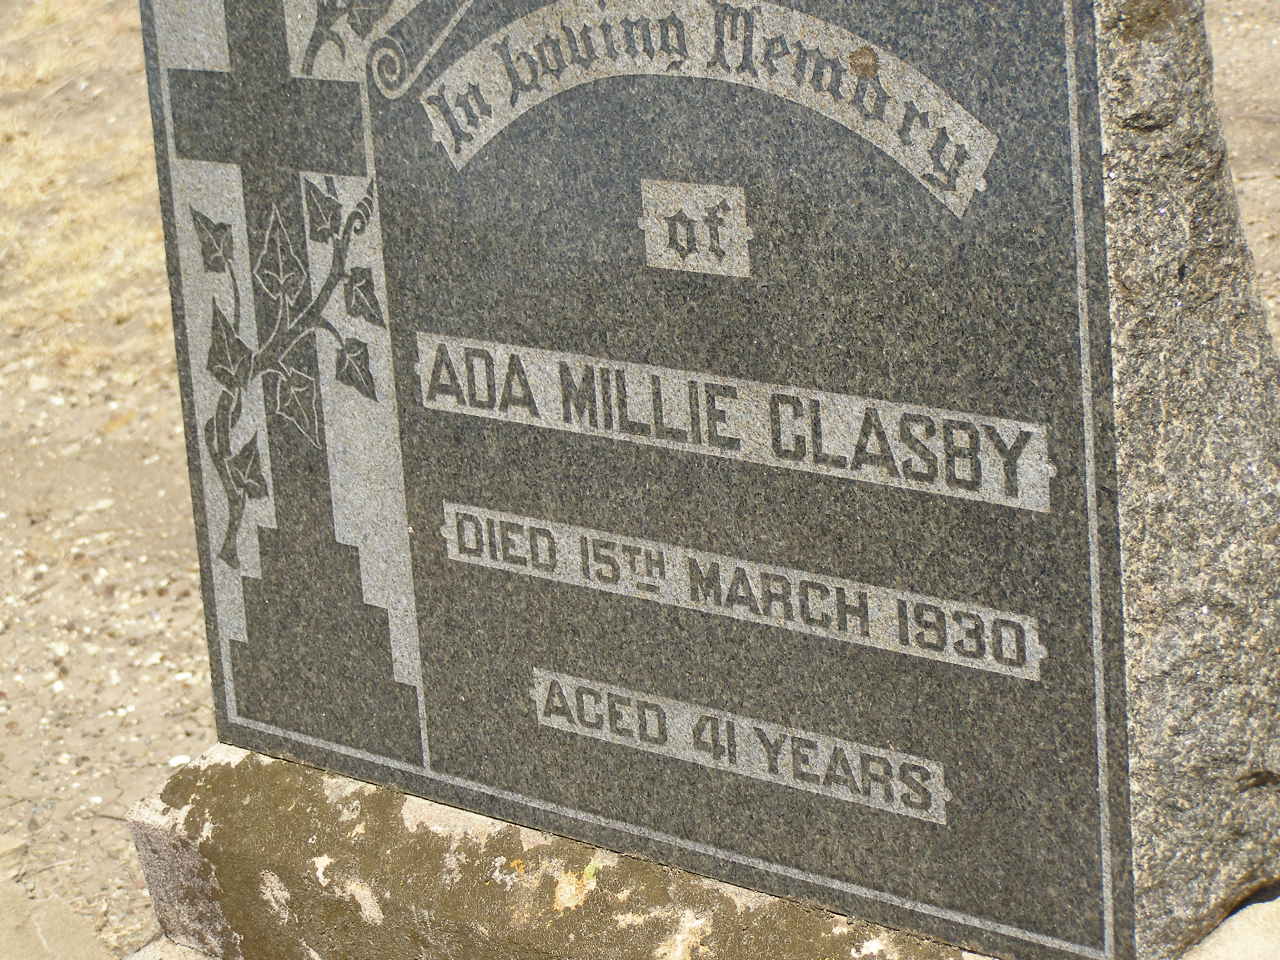 In Loving Memory
of
ADA MILLIE CLASBY
DIED 15TH MARCH 1930
AGED 41 YEARS